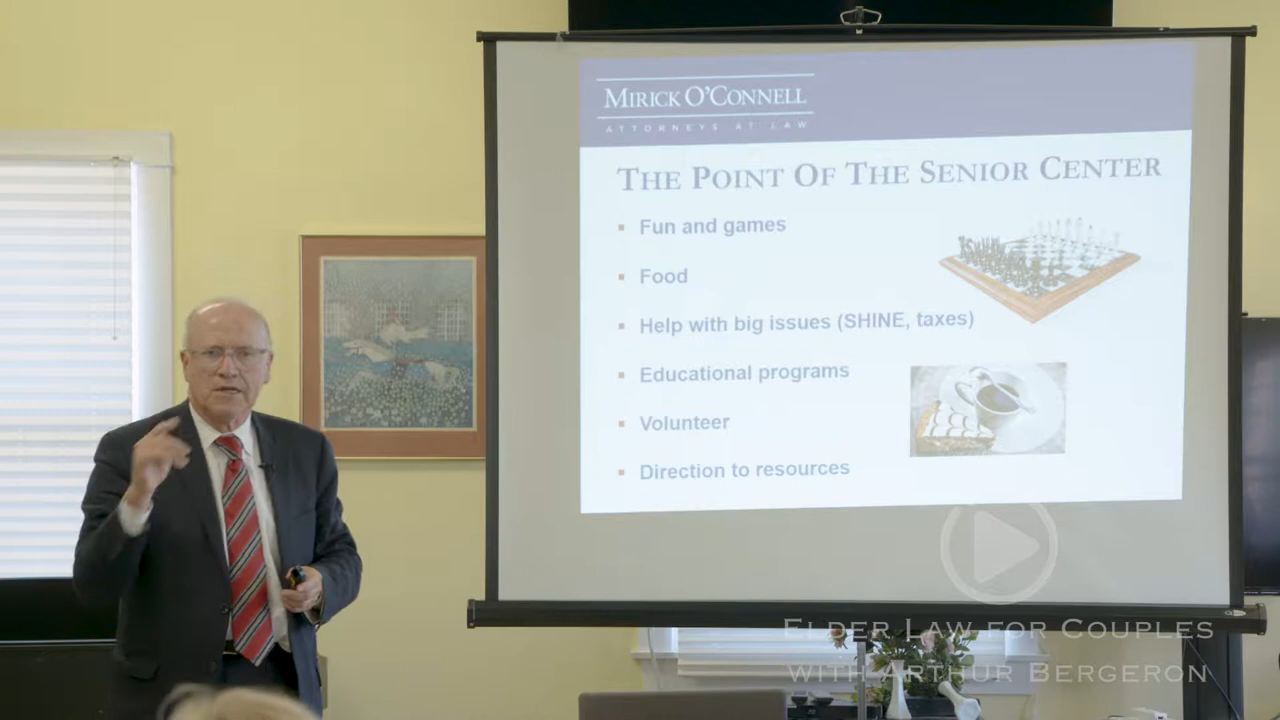 MIRICK O'CONNELL
ATTORNEYS AT LAW
THE POINT OF THE SENIOR CENTER
Fun and games
Food
Help with big issues (SHINE, taxes)
Educational programs
Volunteer
Direction to resources
ELDER LAW FOR COUPLES
WITH ARTHUR BERGERON